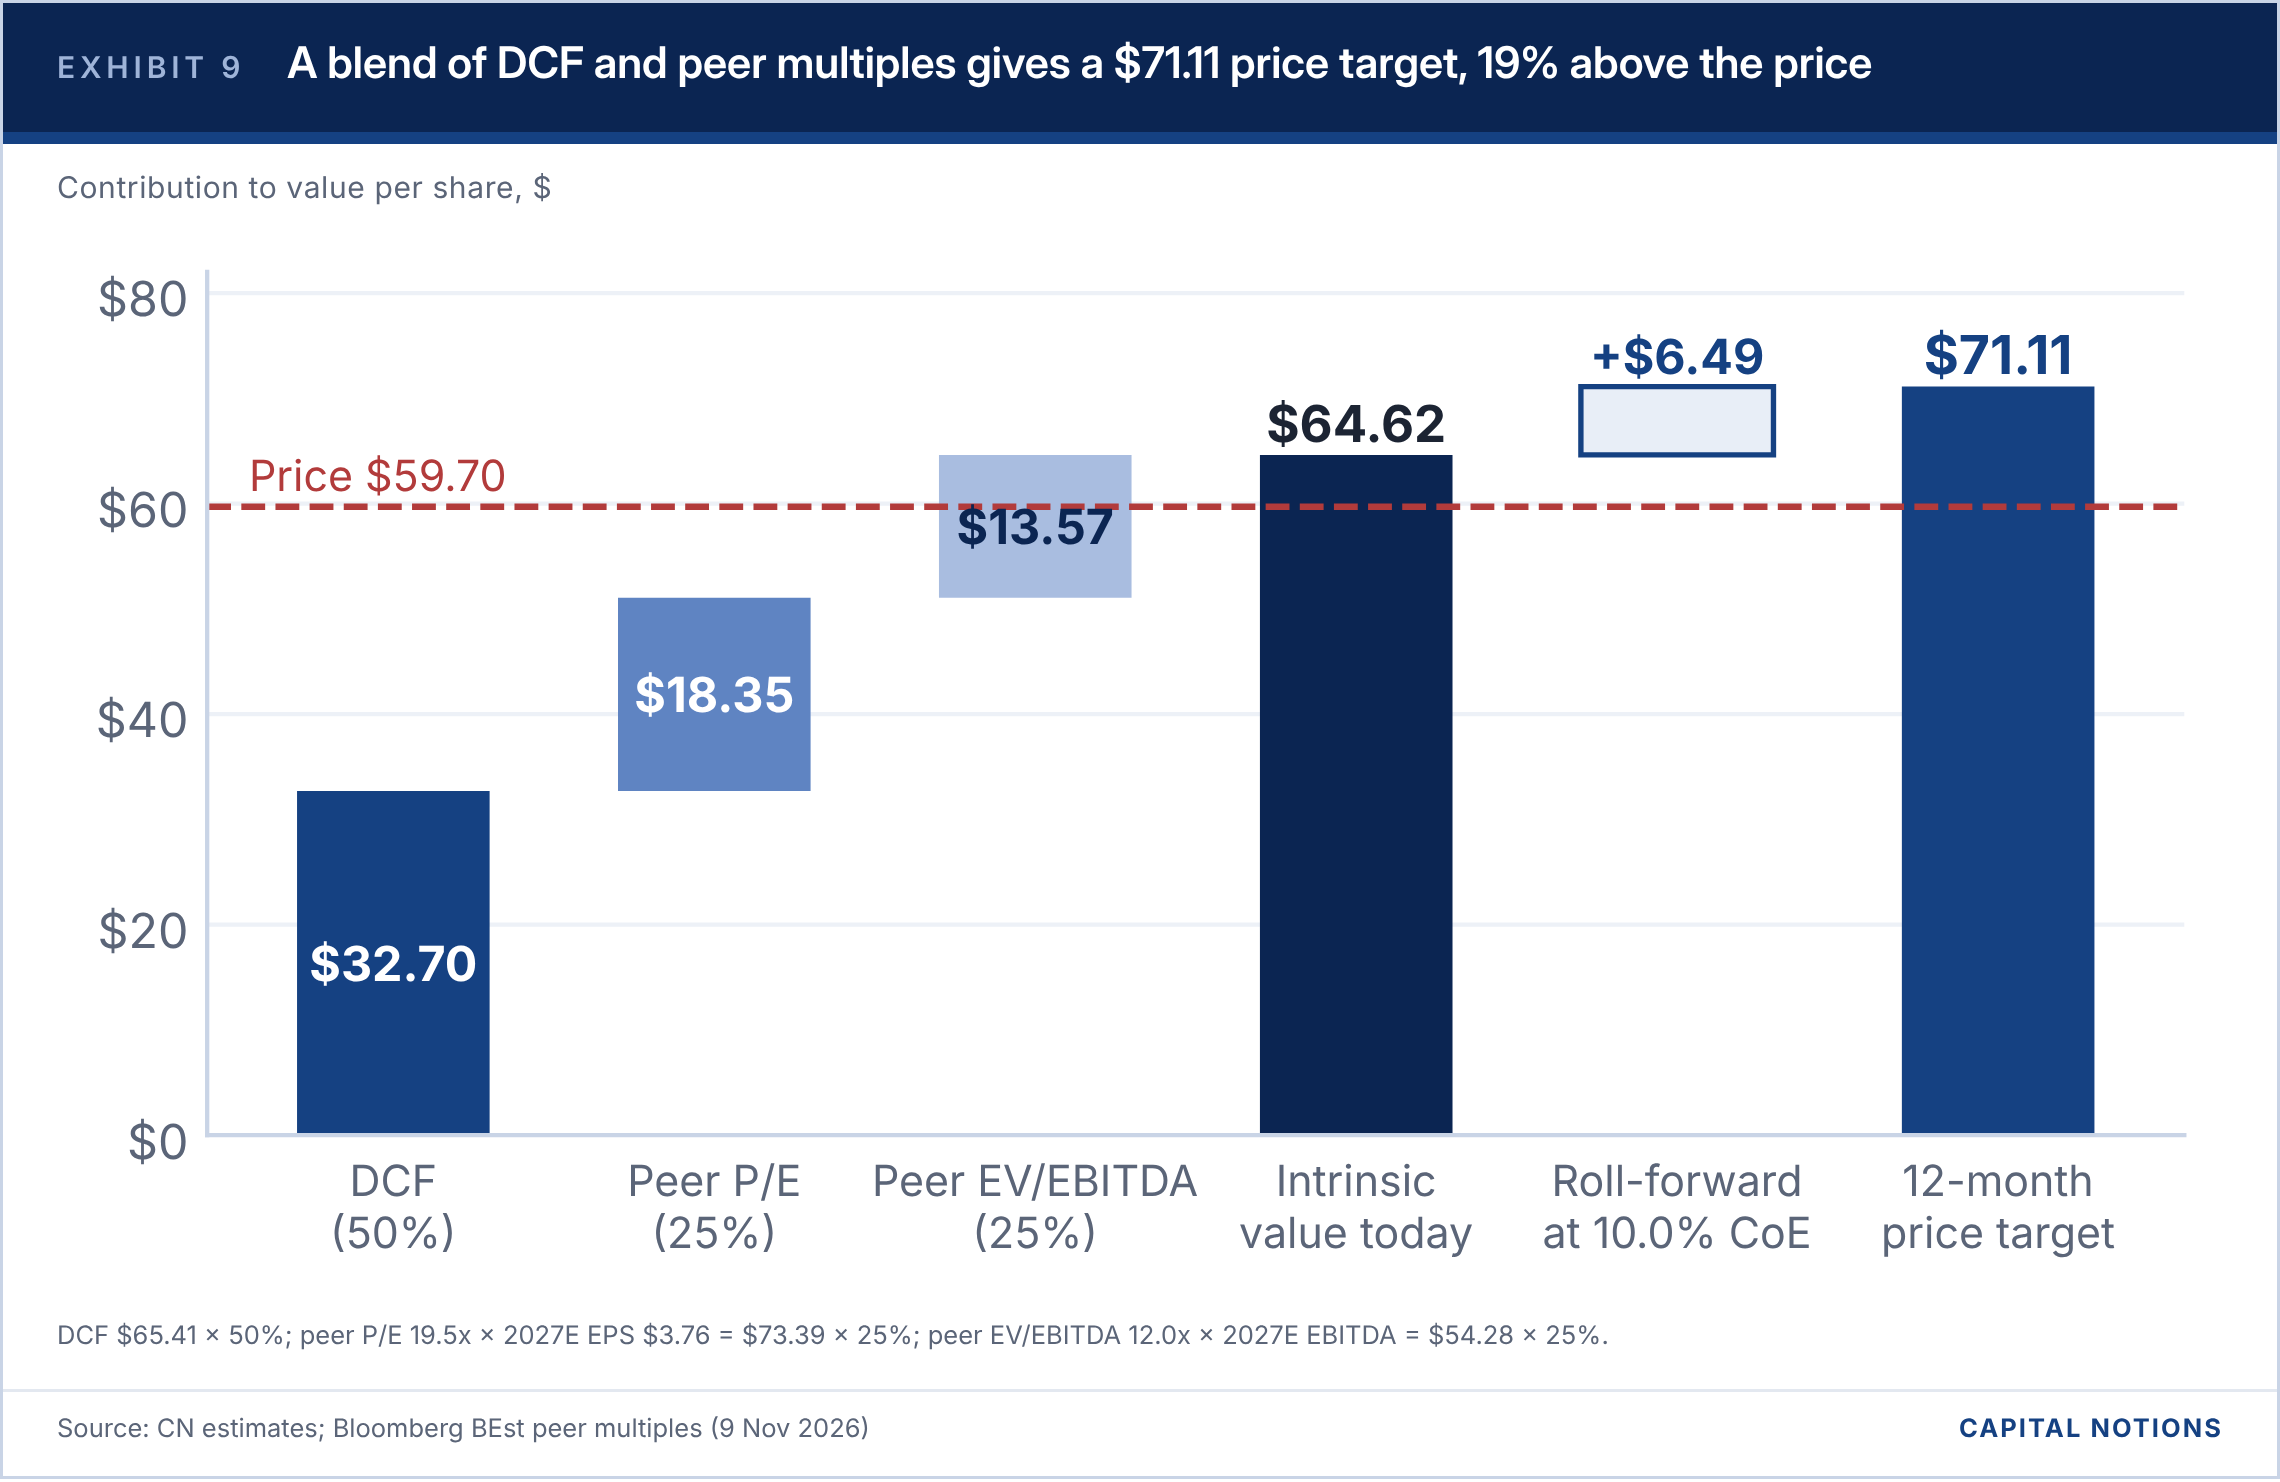 EXHIBIT 9 A blend of DCF and peer multiples gives a $71.11 price target, 19% above the price
Contribution to value per share, $
$80
$60
$40
$20
$0
Price $59.70
$32.70
$18.35
$13.57
$64.62
+$6.49
$71.11
DCF
(50%)
Peer P/E
(25%)
Peer EV/EBITDA
(25%)
Intrinsic
value today
Roll-forward
at 10.0% CoE
12-month
price target
DCF $65.41 × 50%; peer P/E 19.5x × 2027E EPS $3.76 = $73.39 × 25%; peer EV/EBITDA 12.0x × 2027E EBITDA = $54.28 × 25%.
Source: CN estimates; Bloomberg BEst peer multiples (9 Nov 2026)
CAPITAL NOTIONS